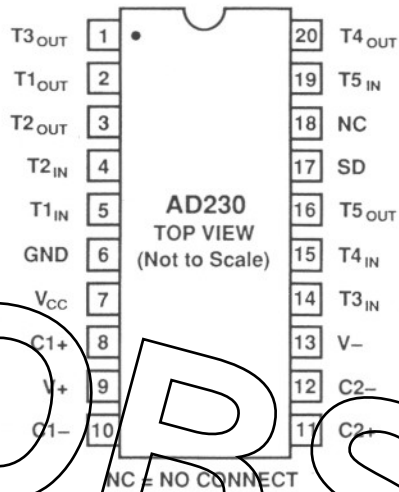 T3OUT 1 20 T4OUT
T1OUT 2 19 T5IN
T2OUT 3 18 NC
T2IN 4 17 SD
T1IN 5 16 T5OUT
GND 6 15 T4IN
VCC 7 14 T3IN
C1+ 8 13 V−
V+ 9 12 C2−
C1− 10 11 C2+
AD230
TOP VIEW
(Not to Scale)
NC = NO CONNECT